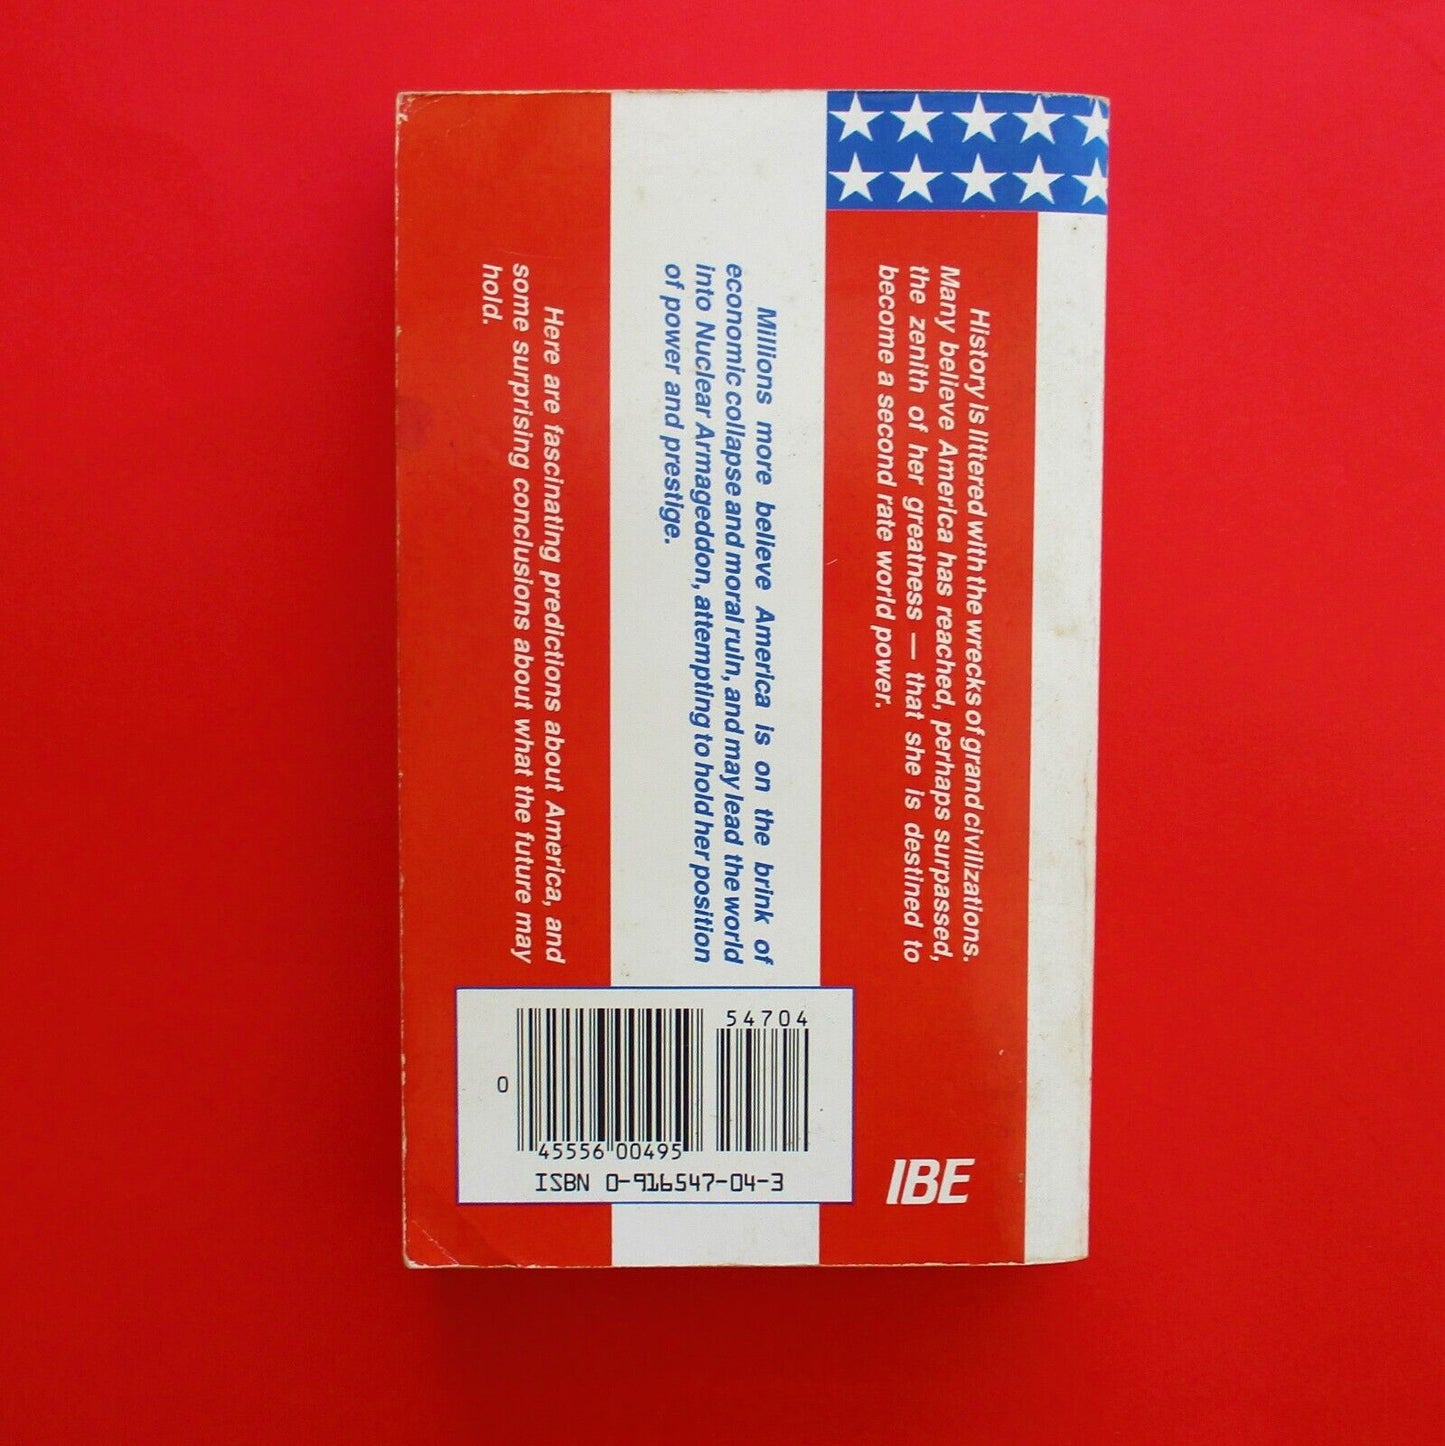 History is littered with the wrecks of grand civilizations.
Many believe America has reached, perhaps surpassed,
the zenith of her greatness — that she is destined to
become a second rate world power.
Millions more believe America is on the brink of
economic collapse and moral ruin, and may lead the world
into Nuclear Armageddon, attempting to hold her position
of power and prestige.
Here are fascinating predictions about America, and
some surprising conclusions about what the future may
hold.
54704
0
45556 00495
ISBN 0-916547-04-3
IBE